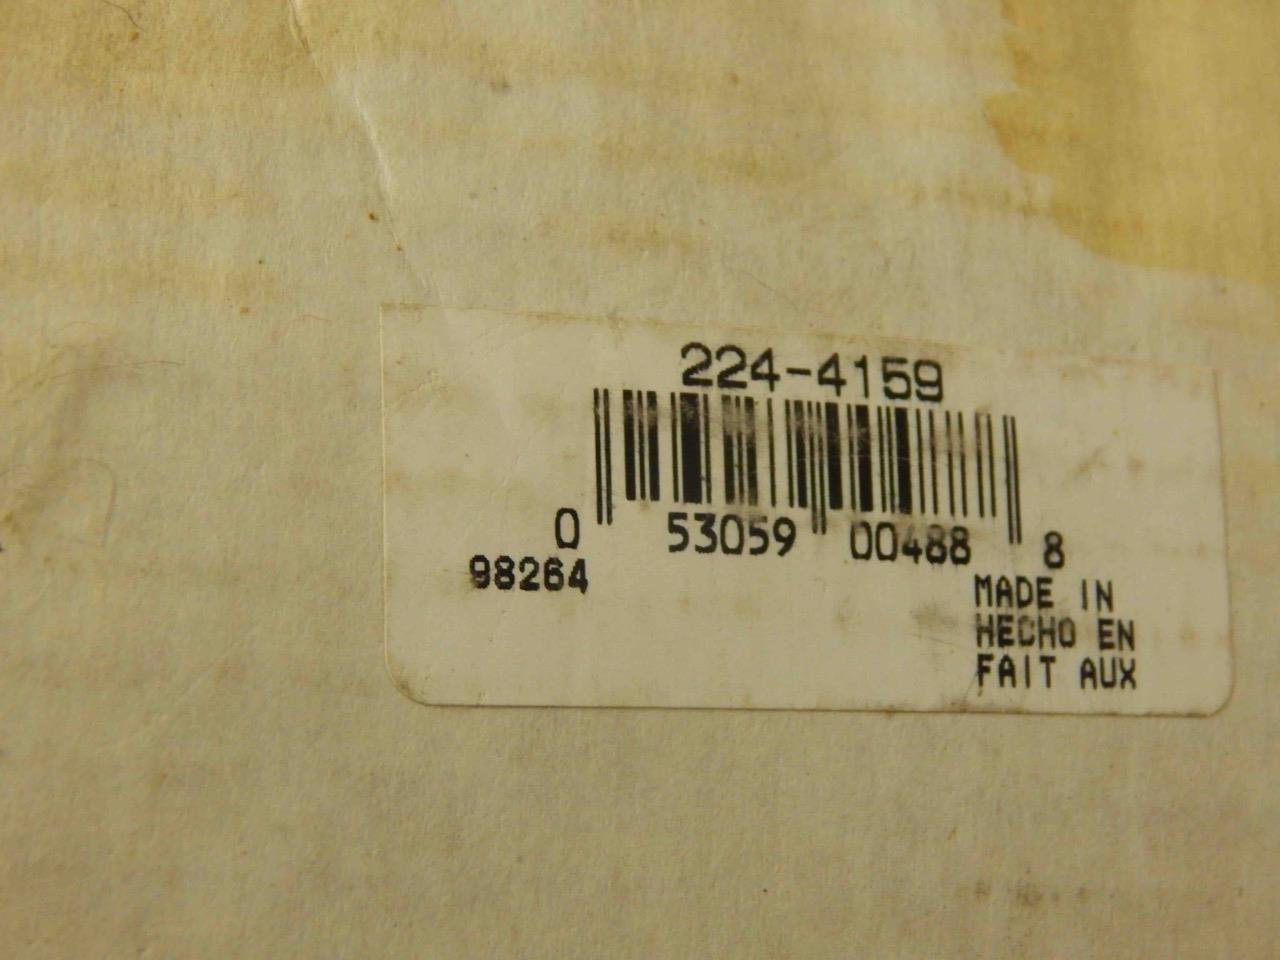 224-4159
0 53059 00488 8
98264
MADE IN
HECHO EN
FAIT AUX